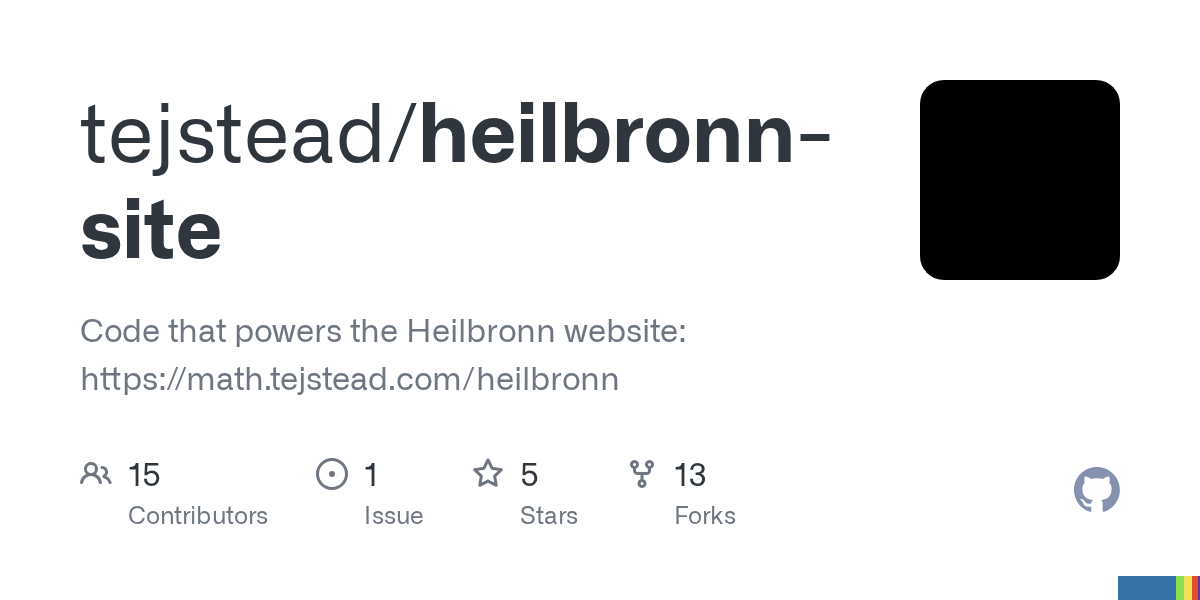 tejstead/heilbronn-
site
Code that powers the Heilbronn website:
https://math.tejstead.com/heilbronn
15 1 5 13
Contributors Issue Stars Forks